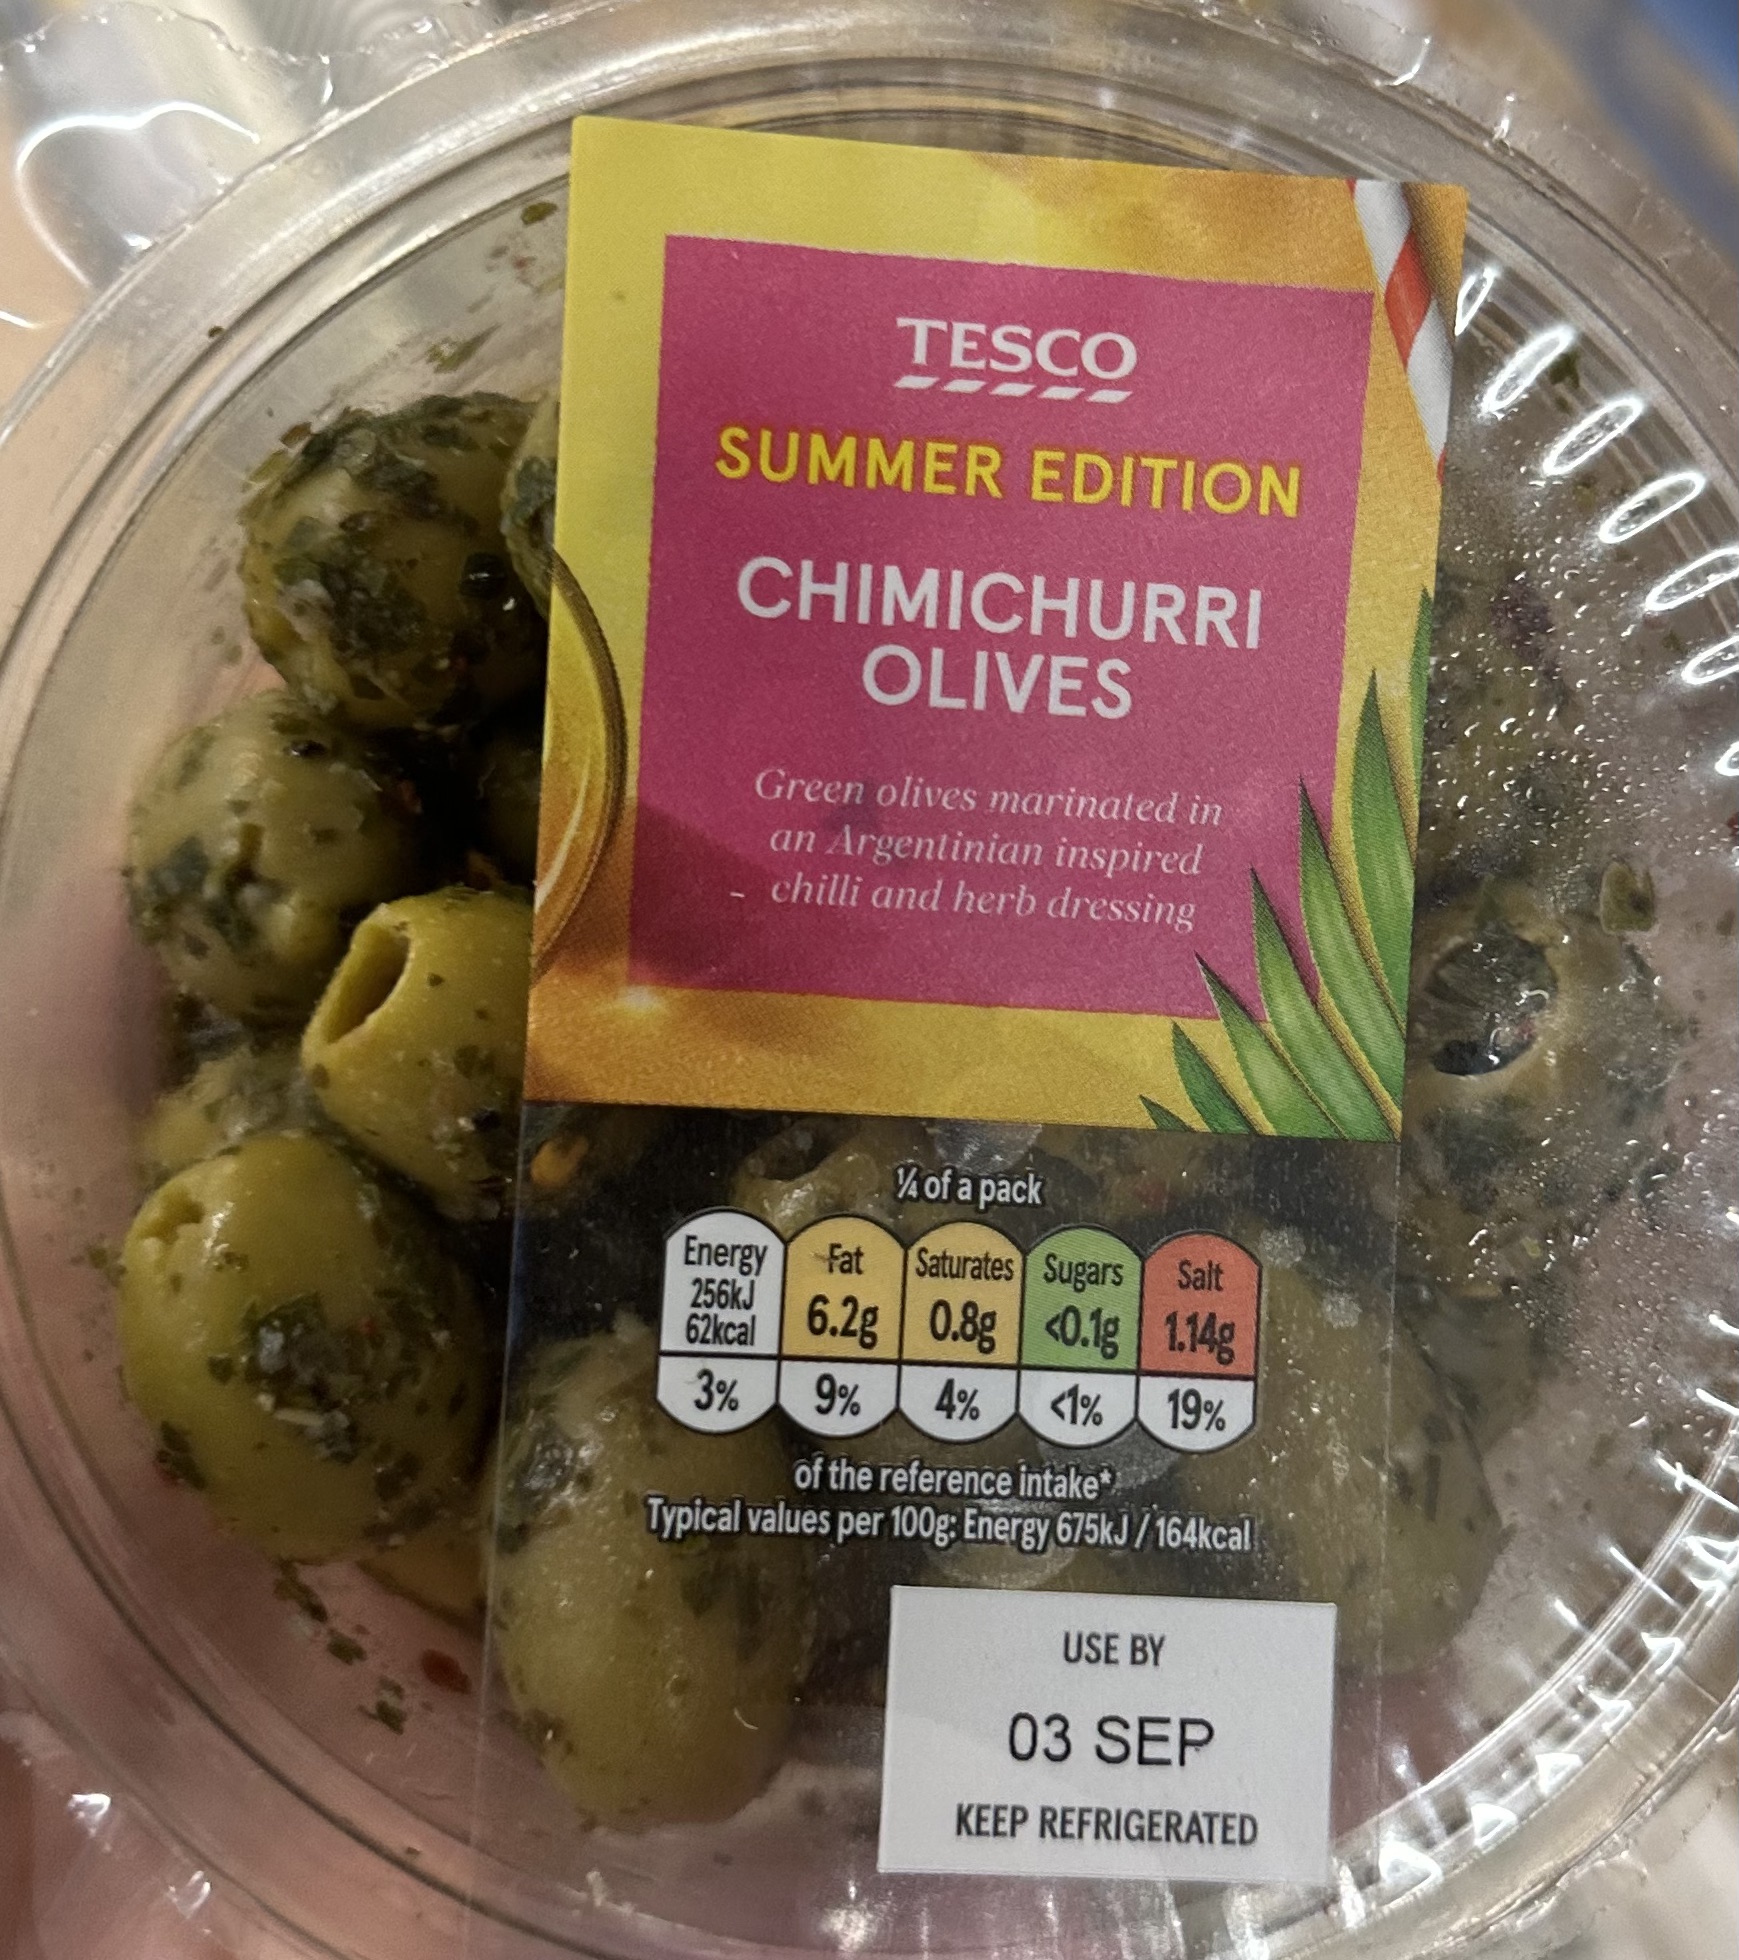 TESCO
SUMMER EDITION
CHIMICHURRI
OLIVES
Green olives marinated in
an Argentinian inspired
chilli and herb dressing
¼ of a pack
Energy Fat Saturates Sugars Salt
256kJ
62kcal 6.2g 0.8g <0.1g 1.14g
3% 9% 4% <1% 19%
of the reference intake*
Typical values per 100g: Energy 675kJ / 164kcal
USE BY
03 SEP
KEEP REFRIGERATED